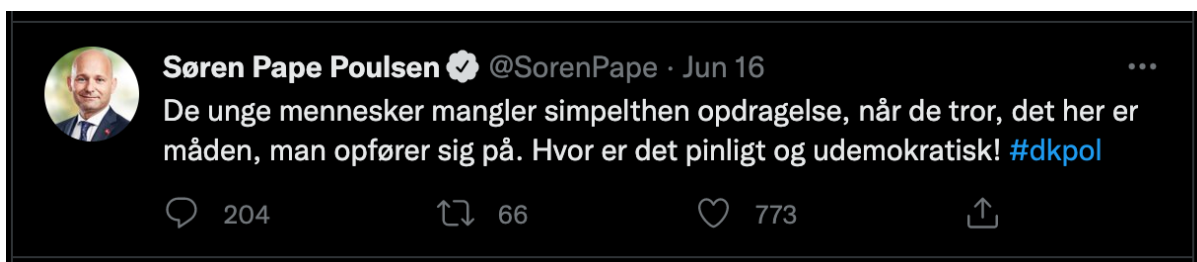 Søren Pape Poulsen @SorenPape · Jun 16
De unge mennesker mangler simpelthen opdragelse, når de tror, det her er
måden, man opfører sig på. Hvor er det pinligt og udemokratisk! #dkpol
204 66 773